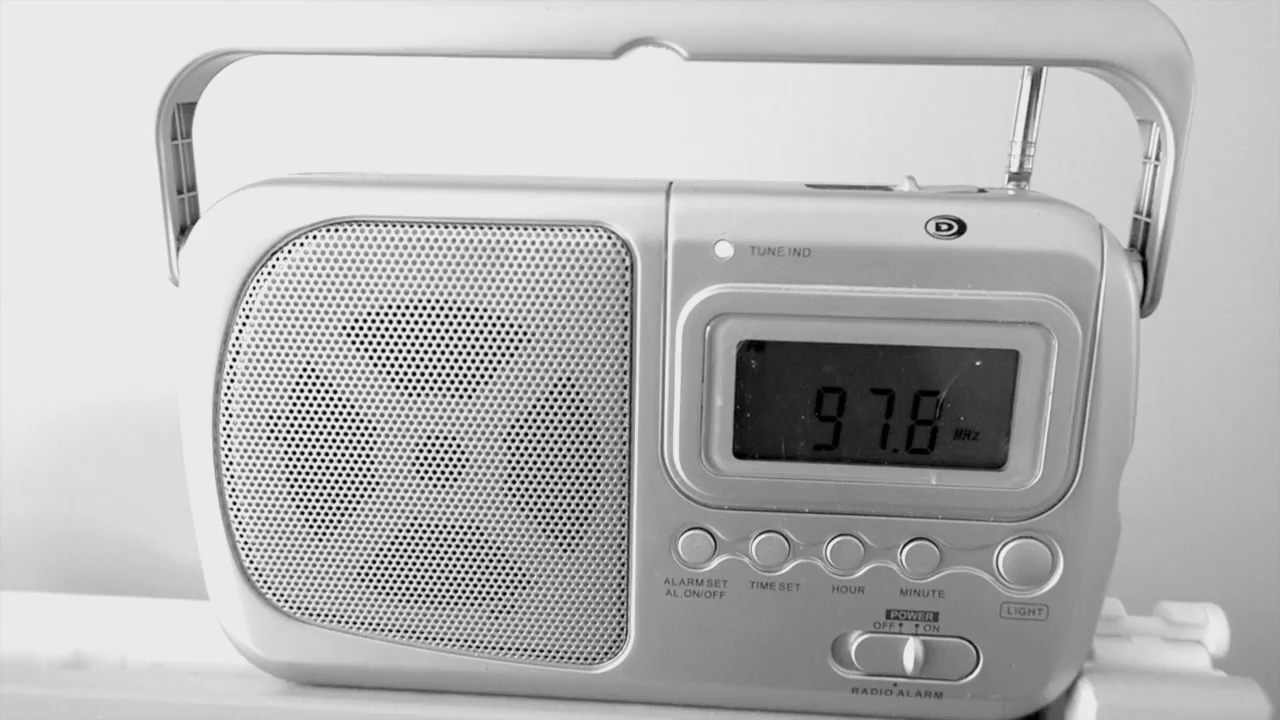 D
TUNE IND
97.8 MHz
ALARM SET
AL.ON/OFF
TIME SET
HOUR
MINUTE
LIGHT
POWER
OFF ON
RADIO ALARM